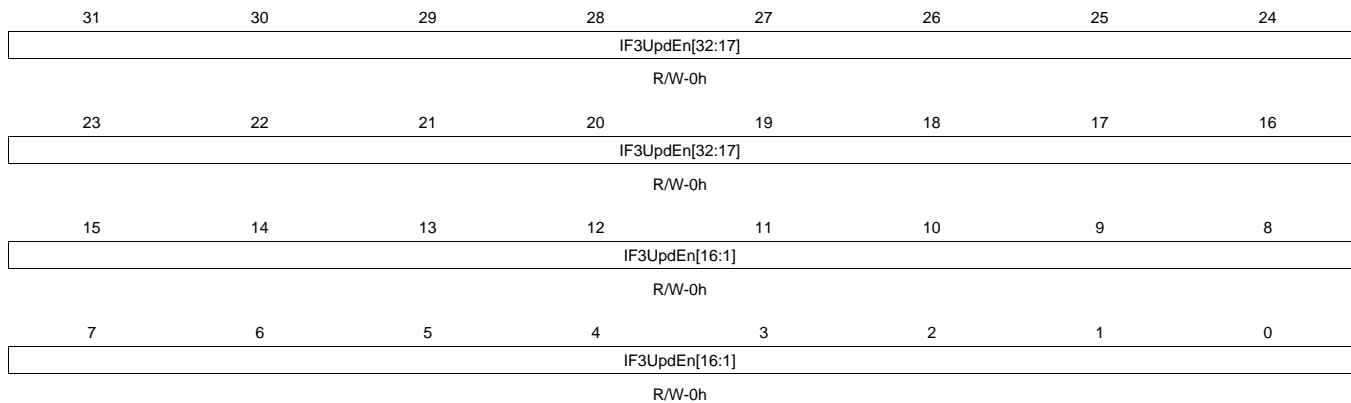 31 30 29 28 27 26 25 24
IF3UpdEn[32:17]
R/W-0h
23 22 21 20 19 18 17 16
IF3UpdEn[32:17]
R/W-0h
15 14 13 12 11 10 9 8
IF3UpdEn[16:1]
R/W-0h
7 6 5 4 3 2 1 0
IF3UpdEn[16:1]
R/W-0h